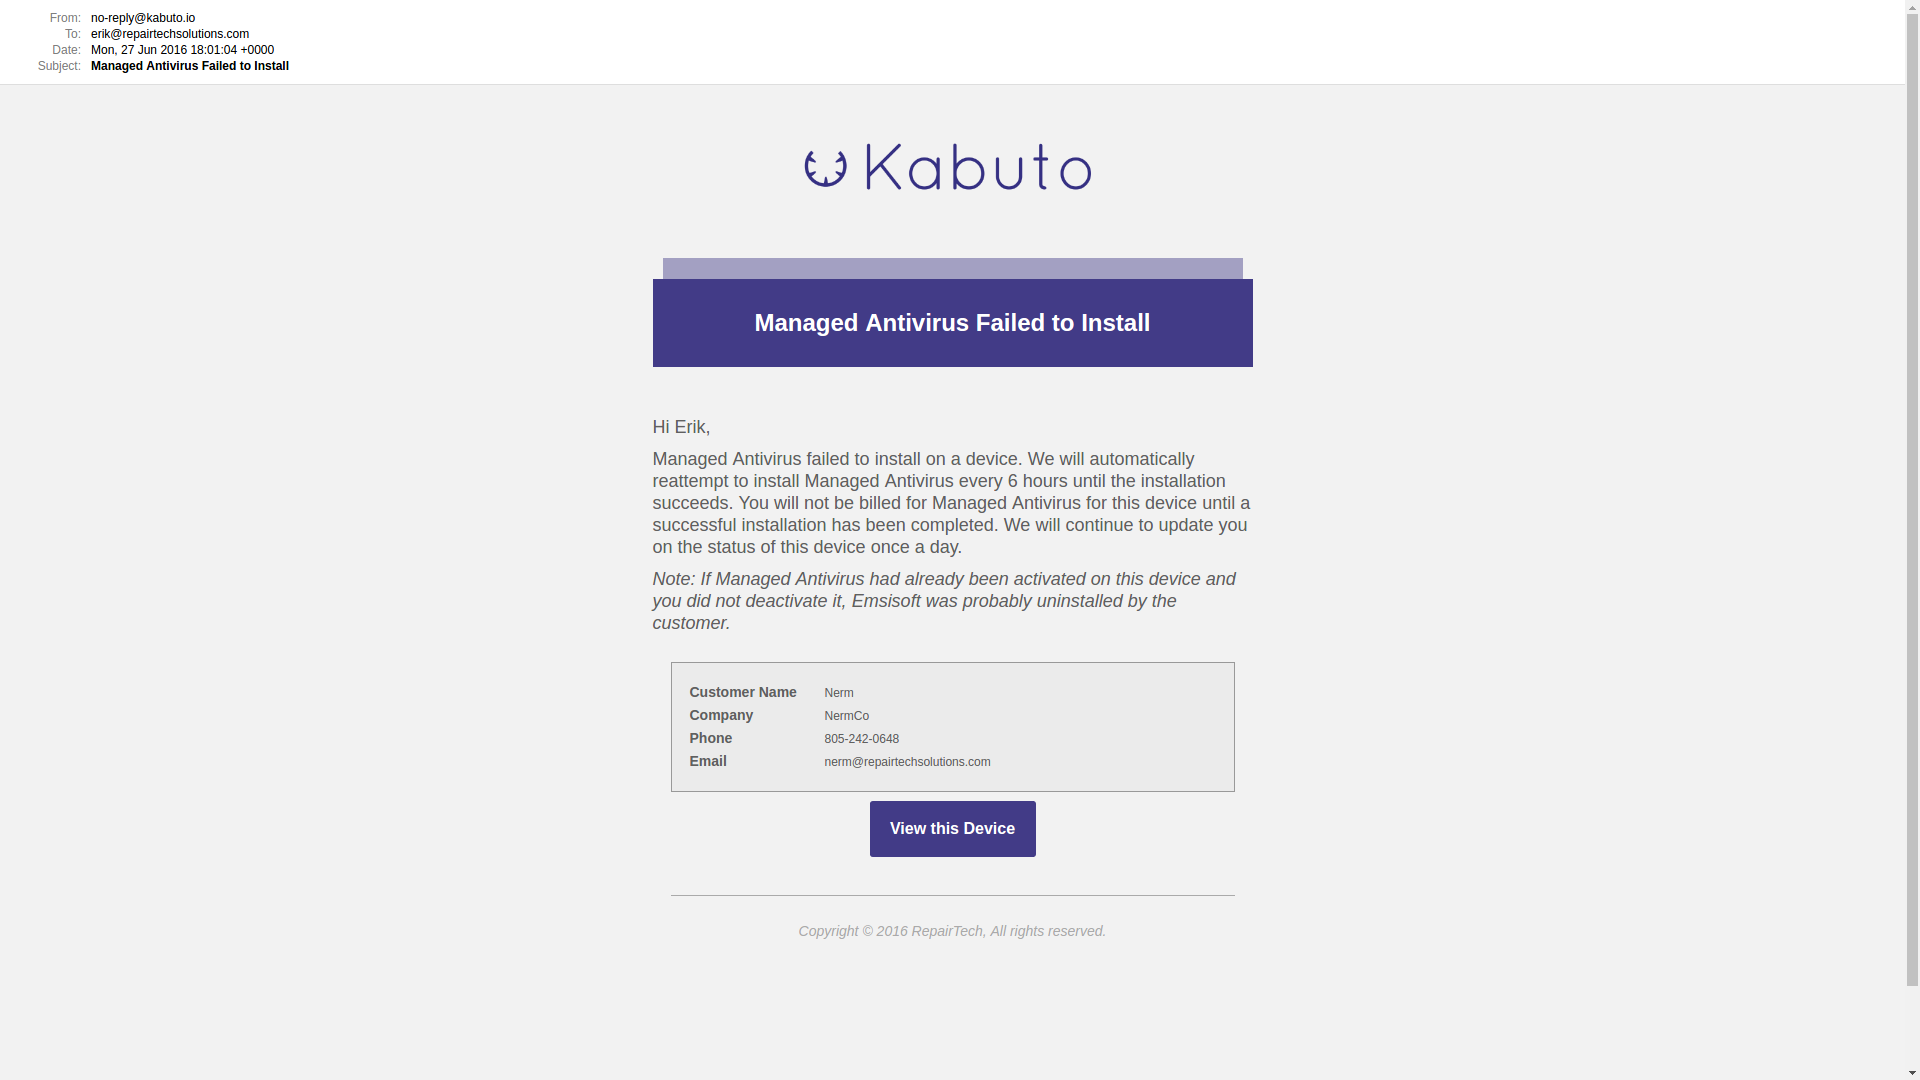 From: no-reply@kabuto.io
To: erik@repairtechsolutions.com
Date: Mon, 27 Jun 2016 18:01:04 +0000
Subject: Managed Antivirus Failed to Install
Kabuto
Managed Antivirus Failed to Install
Hi Erik,
Managed Antivirus failed to install on a device. We will automatically
reattempt to install Managed Antivirus every 6 hours until the installation
succeeds. You will not be billed for Managed Antivirus for this device until a
successful installation has been completed. We will continue to update you
on the status of this device once a day.
Note: If Managed Antivirus had already been activated on this device and
you did not deactivate it, Emsisoft was probably uninstalled by the
customer.
Customer Name Nerm
Company NermCo
Phone 805-242-0648
Email nerm@repairtechsolutions.com
View this Device
Copyright © 2016 RepairTech, All rights reserved.